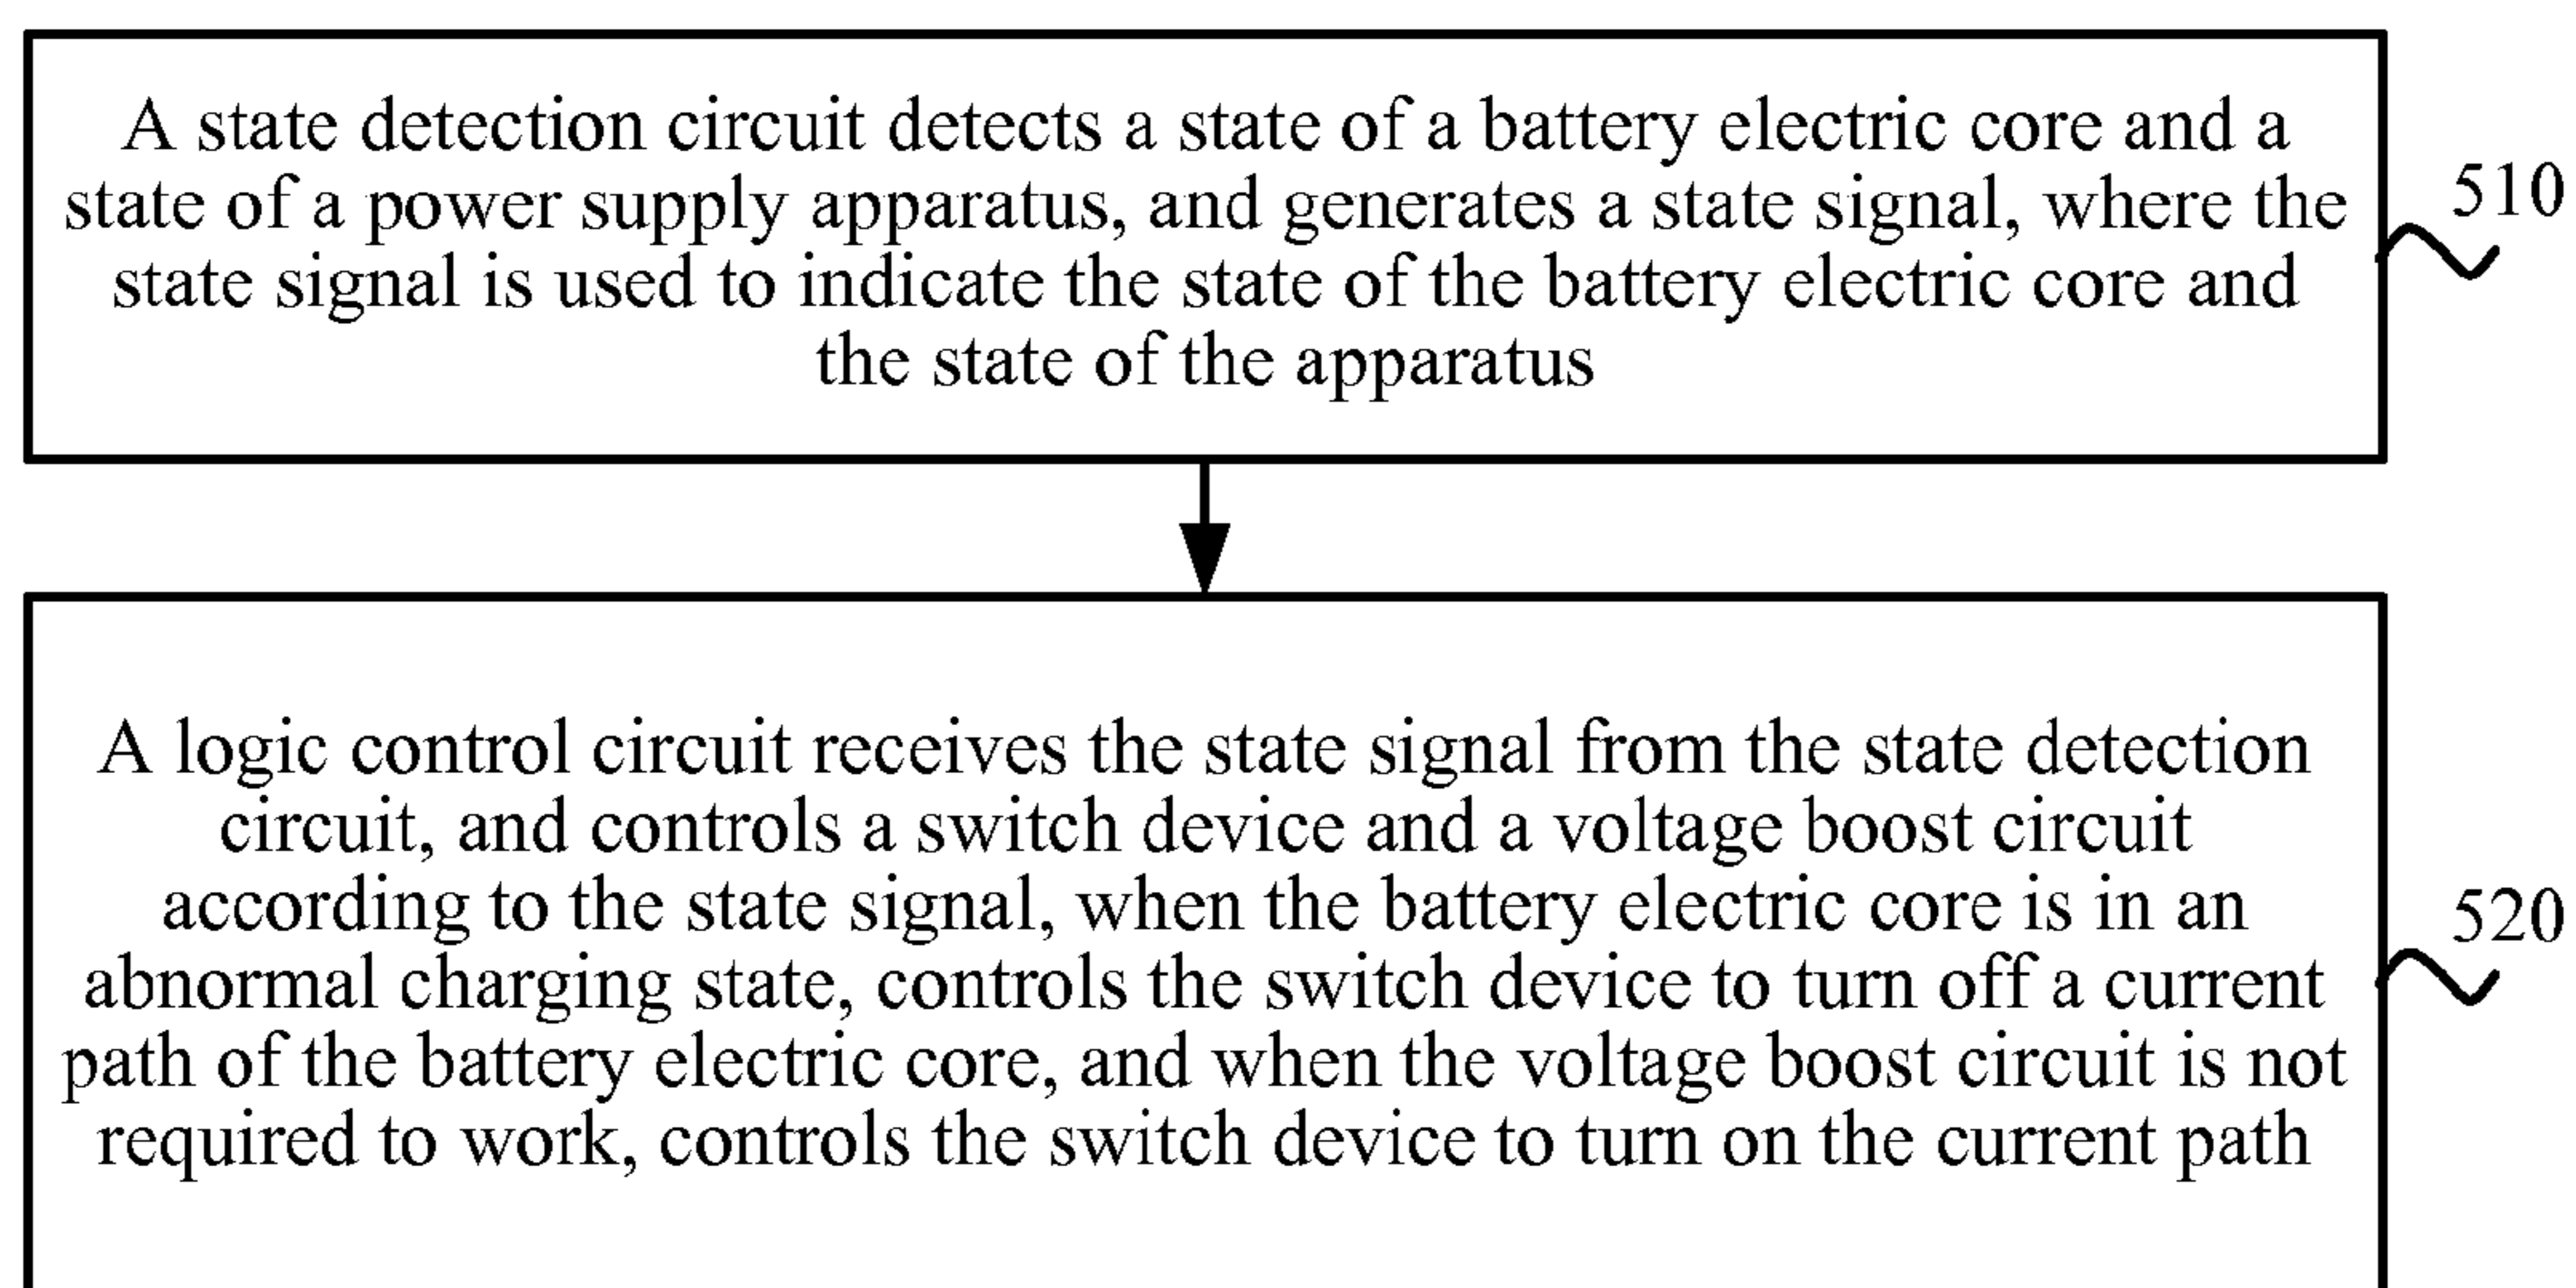 A state detection circuit detects a state of a battery electric core and a
state of a power supply apparatus, and generates a state signal, where the
state signal is used to indicate the state of the battery electric core and
the state of the apparatus
510
A logic control circuit receives the state signal from the state detection
circuit, and controls a switch device and a voltage boost circuit
according to the state signal, when the battery electric core is in an
abnormal charging state, controls the switch device to turn off a current
path of the battery electric core, and when the voltage boost circuit is not
required to work, controls the switch device to turn on the current path
520